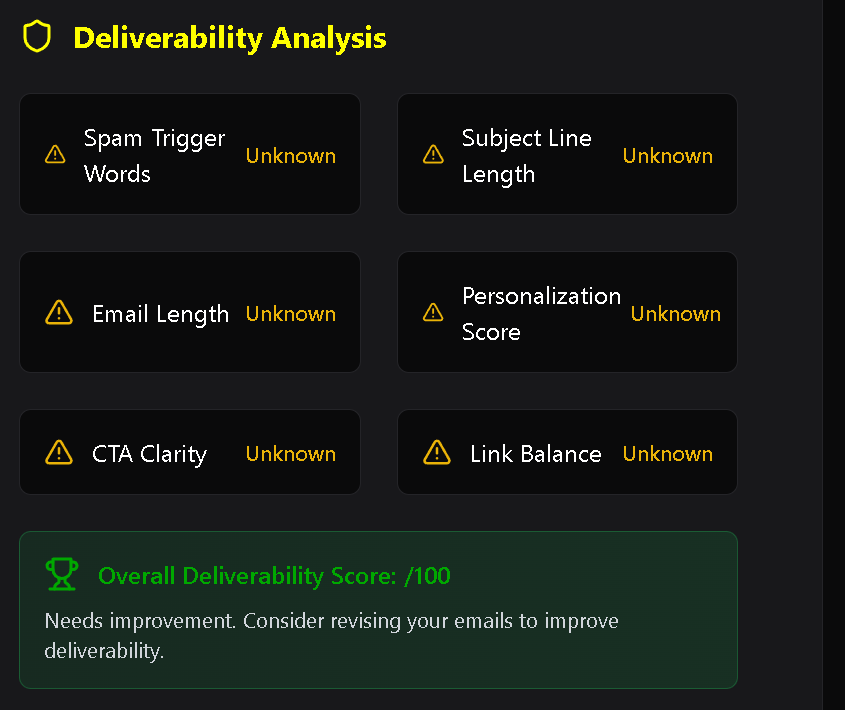 Deliverability Analysis
Spam Trigger
Words
Unknown
Subject Line
Length
Unknown
Email Length
Unknown
Personalization
Score
Unknown
CTA Clarity
Unknown
Link Balance
Unknown
Overall Deliverability Score: /100
Needs improvement. Consider revising your emails to improve
deliverability.